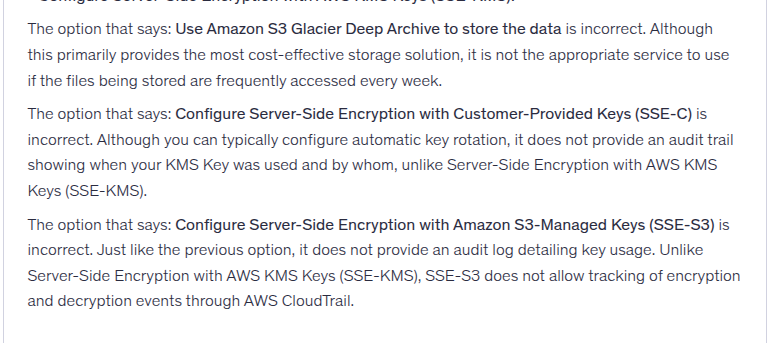 The option that says: Use Amazon S3 Glacier Deep Archive to store the data is incorrect. Although
this primarily provides the most cost-effective storage solution, it is not the appropriate service to use
if the files being stored are frequently accessed every week.
The option that says: Configure Server-Side Encryption with Customer-Provided Keys (SSE-C) is
incorrect. Although you can typically configure automatic key rotation, it does not provide an audit trail
showing when your KMS Key was used and by whom, unlike Server-Side Encryption with AWS KMS
Keys (SSE-KMS).
The option that says: Configure Server-Side Encryption with Amazon S3-Managed Keys (SSE-S3) is
incorrect. Just like the previous option, it does not provide an audit log detailing key usage. Unlike
Server-Side Encryption with AWS KMS Keys (SSE-KMS), SSE-S3 does not allow tracking of encryption
and decryption events through AWS CloudTrail.